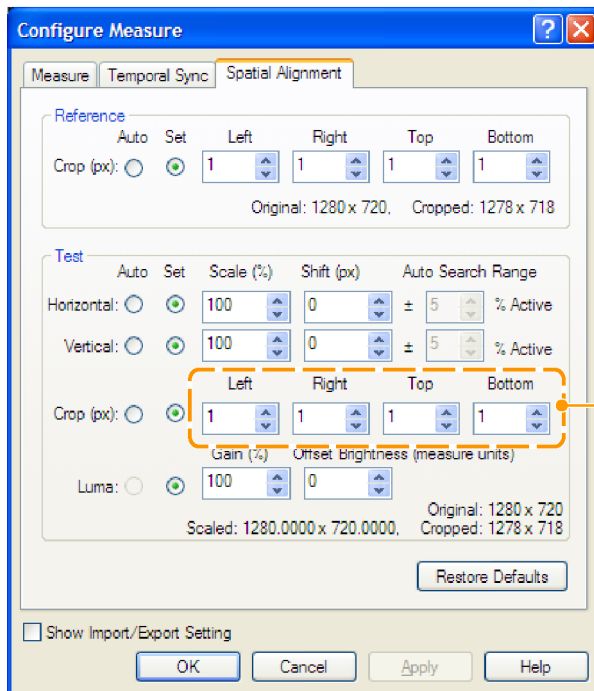 Configure Measure
Measure Temporal Sync Spatial Alignment
Reference
Auto Set Left Right Top Bottom
Crop (px): 1 1 1 1
Original: 1280 x 720, Cropped: 1278 x 718
Test
Auto Set Scale (%) Shift (px) Auto Search Range
Horizontal: 100 0 ± 5 % Active
Vertical: 100 0 ± 5 % Active
Left Right Top Bottom
Crop (px): 1 1 1 1
Gain (%) Offset Brightness (measure units)
Luma: 100 0
Original: 1280 x 720
Scaled: 1280.0000 x 720.0000, Cropped: 1278 x 718
Restore Defaults
Show Import/Export Setting
OK Cancel Apply Help